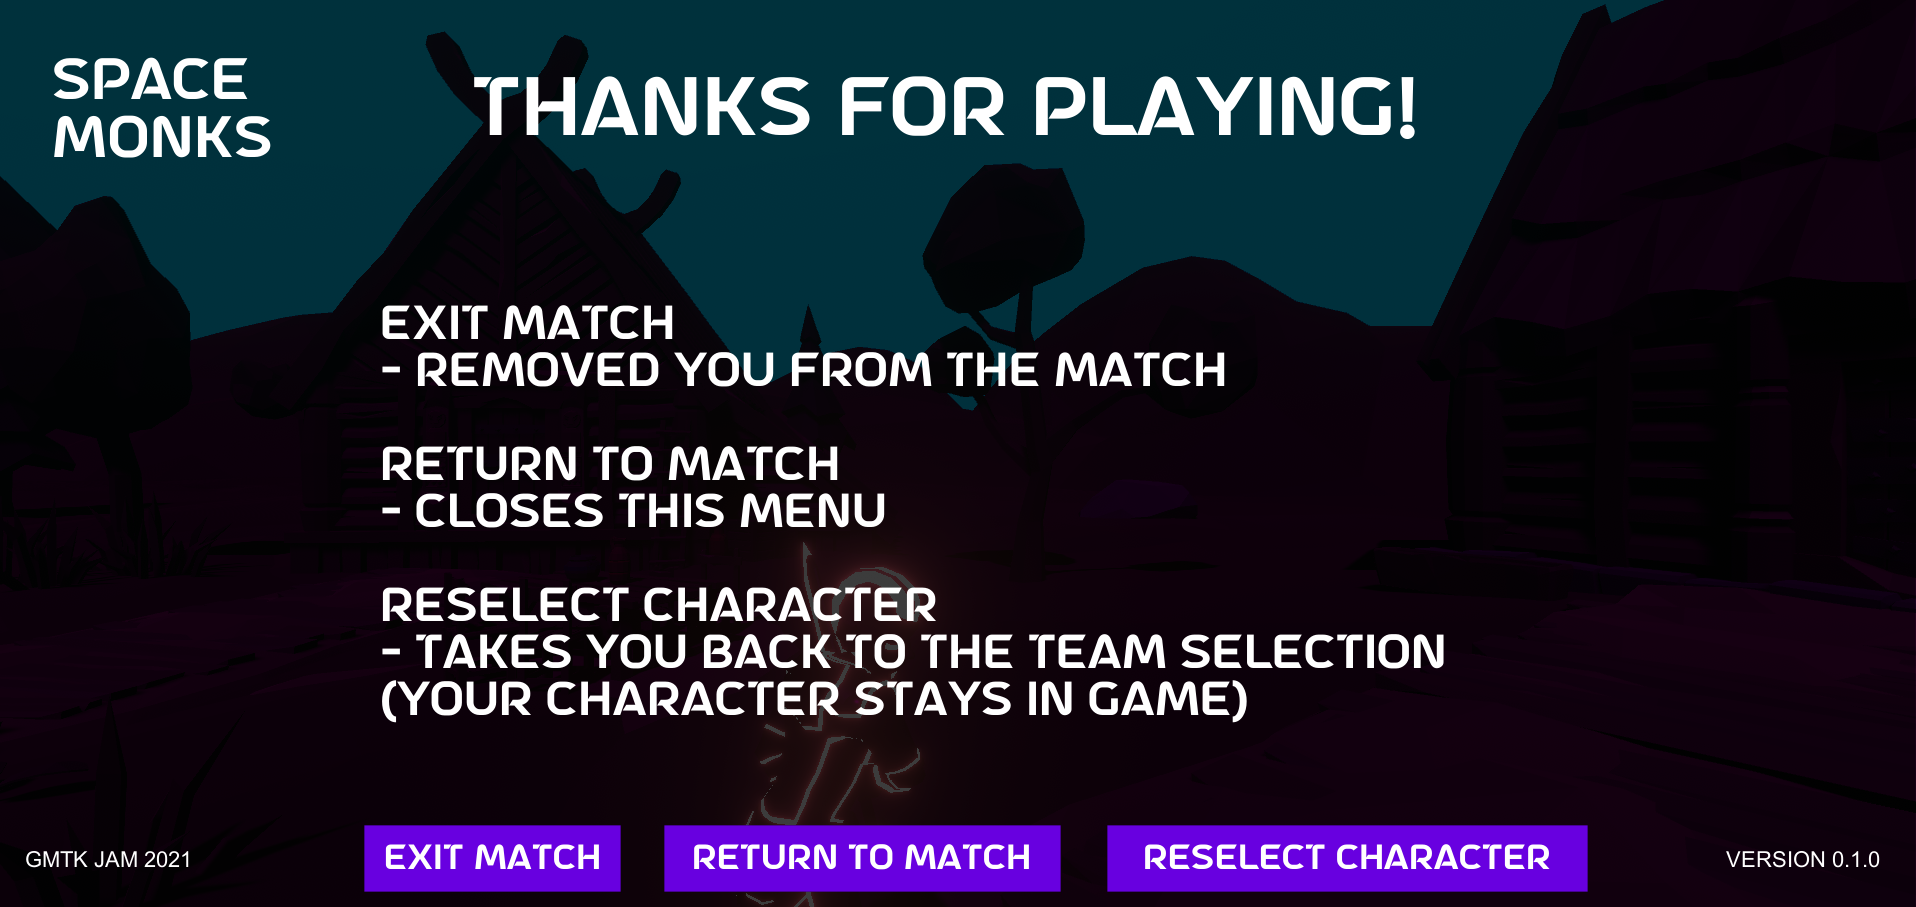 SPACE
MONKS
THANKS FOR PLAYING!
EXIT MATCH
- REMOVED YOU FROM THE MATCH
RETURN TO MATCH
- CLOSES THIS MENU
RESELECT CHARACTER
- TAKES YOU BACK TO THE TEAM SELECTION
(YOUR CHARACTER STAYS IN GAME)
GMTK JAM 2021
EXIT MATCH
RETURN TO MATCH
RESELECT CHARACTER
VERSION 0.1.0